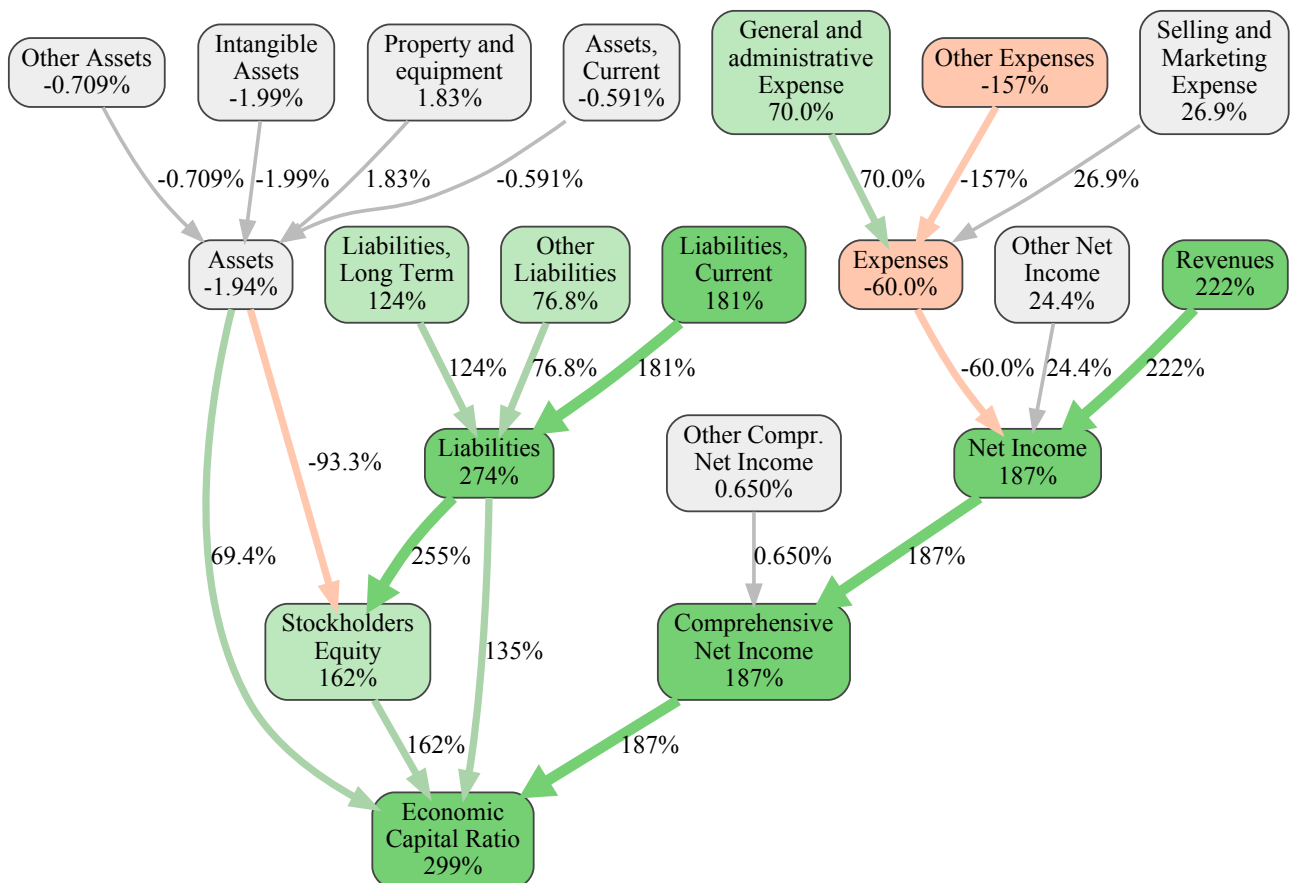 Other Assets
-0.709%
Intangible
Assets
-1.99%
Property and
equipment
1.83%
Assets,
Current
-0.591%
General and
administrative
Expense
70.0%
Other Expenses
-157%
Selling and
Marketing
Expense
26.9%
-0.709%
-1.99%
1.83%
-0.591%
70.0%
-157%
26.9%
Assets
-1.94%
Liabilities,
Long Term
124%
Other
Liabilities
76.8%
Liabilities,
Current
181%
Expenses
-60.0%
Other Net
Income
24.4%
Revenues
222%
124%
76.8%
181%
-60.0%
24.4%
222%
-93.3%
Liabilities
274%
Other Compr.
Net Income
0.650%
Net Income
187%
69.4%
255%
0.650%
187%
Stockholders
Equity
162%
135%
Comprehensive
Net Income
187%
162%
187%
Economic
Capital Ratio
299%